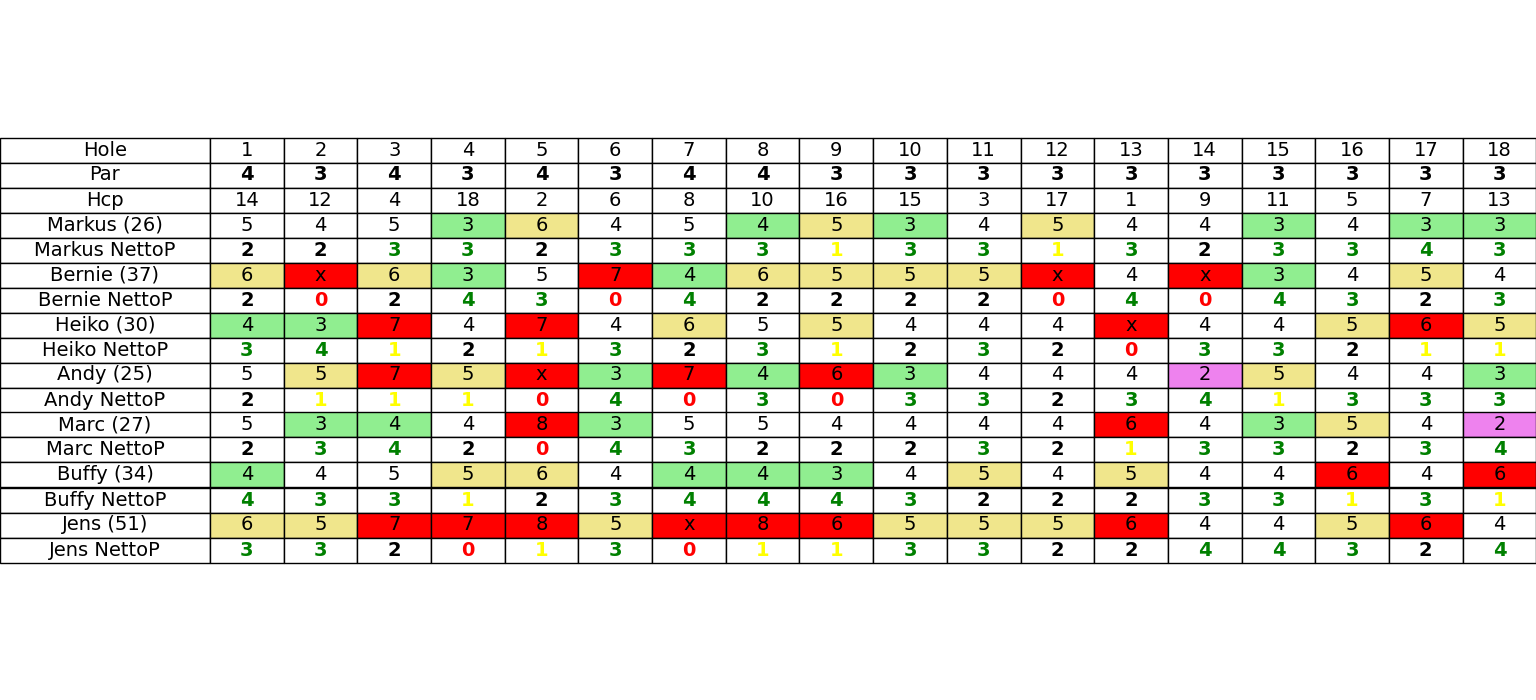 Hole 1 2 3 4 5 6 7 8 9 10 11 12 13 14 15 16 17 18
Par 4 3 4 3 4 3 4 4 3 3 3 3 3 3 3 3 3 3
Hcp 14 12 4 18 2 6 8 10 16 15 3 17 1 9 11 5 7 13
Markus (26) 5 4 5 3 6 4 5 4 5 3 4 5 4 4 3 4 3 3
Markus NettoP 2 2 3 3 2 3 3 3 1 3 3 1 3 2 3 3 4 3
Bernie (37) 6 x 6 3 5 7 4 6 5 5 5 x 4 x 3 4 5 4
Bernie NettoP 2 0 2 4 3 0 4 2 2 2 2 0 4 0 4 3 2 3
Heiko (30) 4 3 7 4 7 4 6 5 5 4 4 4 x 4 4 5 6 5
Heiko NettoP 3 4 1 2 1 3 2 3 1 2 3 2 0 3 3 2 1 1
Andy (25) 5 5 7 5 x 3 7 4 6 3 4 4 4 2 5 4 4 3
Andy NettoP 2 1 1 1 0 4 0 3 0 3 3 2 3 4 1 3 3 3
Marc (27) 5 3 4 4 8 3 5 5 4 4 4 4 6 4 3 5 4 2
Marc NettoP 2 3 4 2 0 4 3 2 2 2 3 2 1 3 3 2 3 4
Buffy (34) 4 4 5 5 6 4 4 4 3 4 5 4 5 4 4 6 4 6
Buffy NettoP 4 3 3 1 2 3 4 4 4 3 2 2 2 3 3 1 3 1
Jens (51) 6 5 7 7 8 5 x 8 6 5 5 5 6 4 4 5 6 4
Jens NettoP 3 3 2 0 1 3 0 1 1 3 3 2 2 4 4 3 2 4